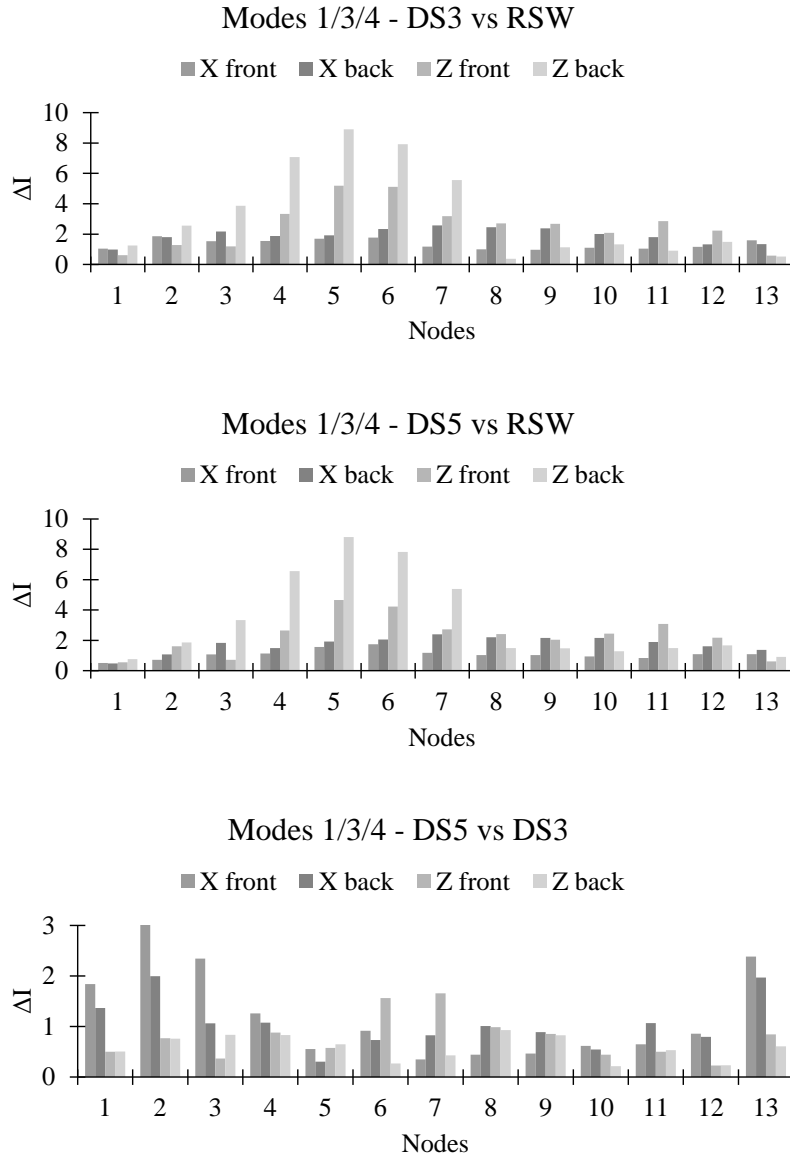 Modes 1/3/4 - DS3 vs RSW
X front X back Z front Z back
10
8
6
4
2
0
ΔI
1 2 3 4 5 6 7 8 9 10 11 12 13
Nodes
Modes 1/3/4 - DS5 vs RSW
X front X back Z front Z back
10
8
6
4
2
0
ΔI
1 2 3 4 5 6 7 8 9 10 11 12 13
Nodes
Modes 1/3/4 - DS5 vs DS3
X front X back Z front Z back
3
2
1
0
ΔI
1 2 3 4 5 6 7 8 9 10 11 12 13
Nodes